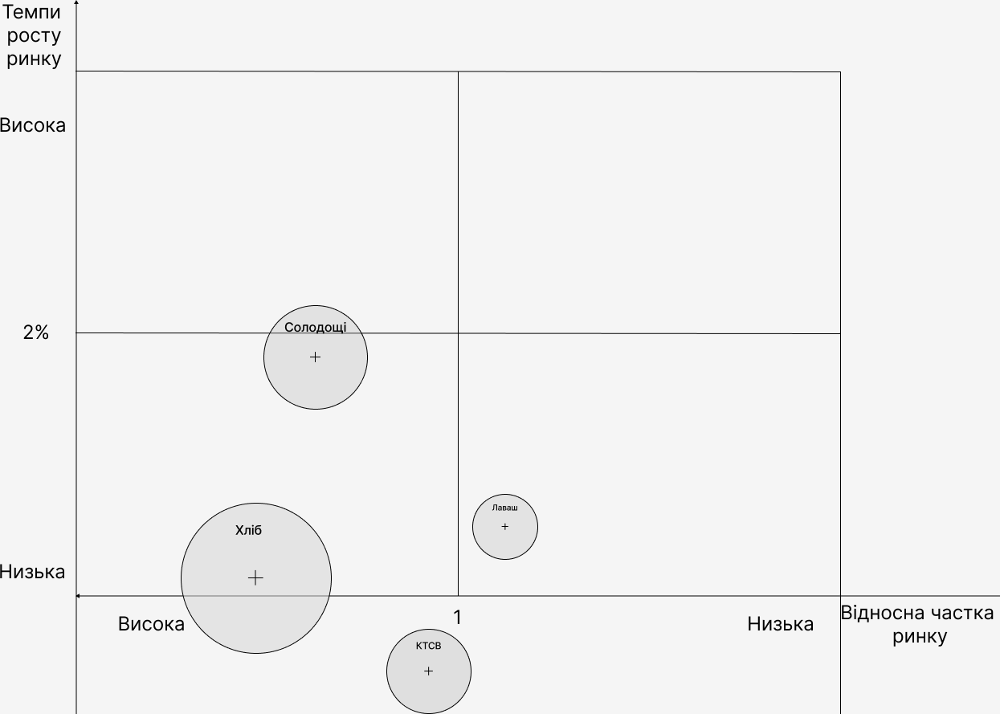 Темпи
росту
ринку
Висока
2%
Солодощі
Лаваш
Хліб
Низька
Висока
1
Низька
Відносна частка
ринку
КТСВ